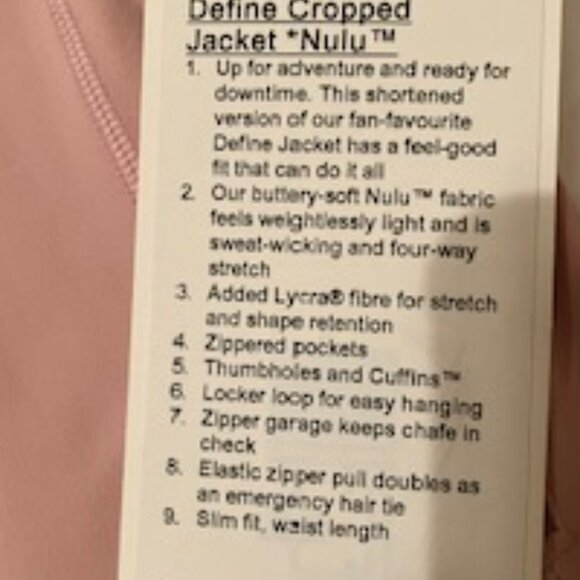 Define Cropped
Jacket *Nulu™
1. Up for adventure and ready for
downtime. This shortened
version of our fan-favourite
Define Jacket has a feel-good
fit that can do it all
2. Our buttery-soft Nulu™ fabric
feels weightlessly light and is
sweat-wicking and four-way
stretch
3. Added Lycra® fibre for stretch
and shape retention
4. Zippered pockets
5. Thumbholes and Cuffins™
6. Locker loop for easy hanging
7. Zipper garage keeps chafe in
check
8. Elastic zipper pull doubles as
an emergency hair tie
9. Slim fit, waist length